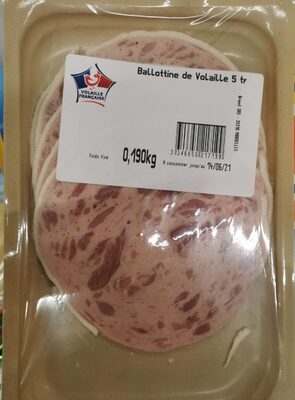 Ballottine de Volaille 5 tr
VOLAILLE
FRANÇAISE
Poids fixe
0,190kg
À consommer jusqu'au
14/06/21